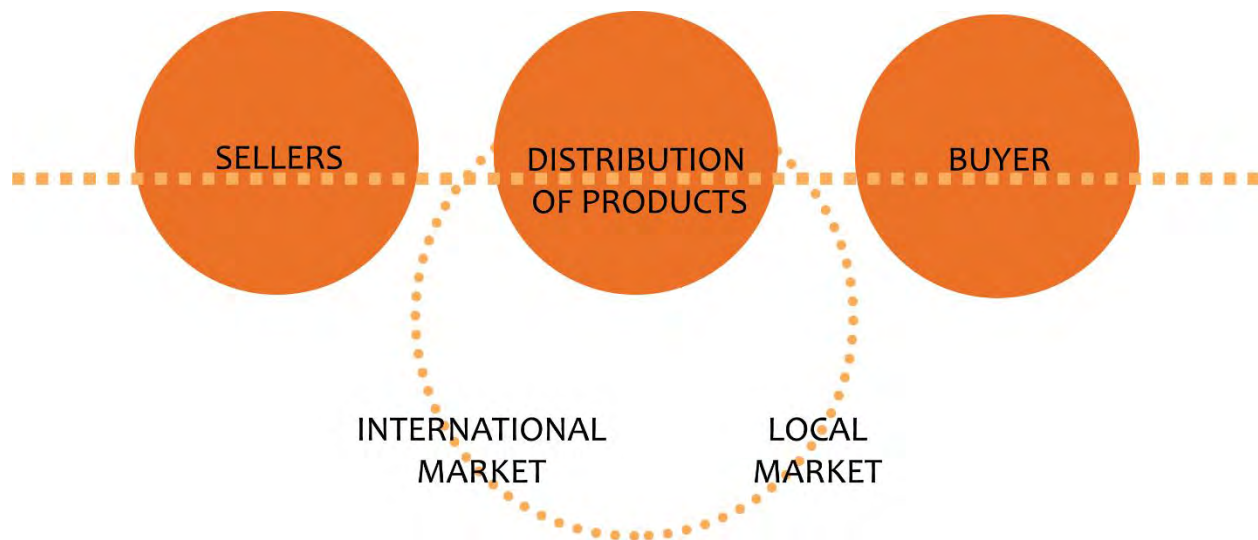 SELLERS
DISTRIBUTION
OF PRODUCTS
BUYER
INTERNATIONAL
MARKET
LOCAL
MARKET